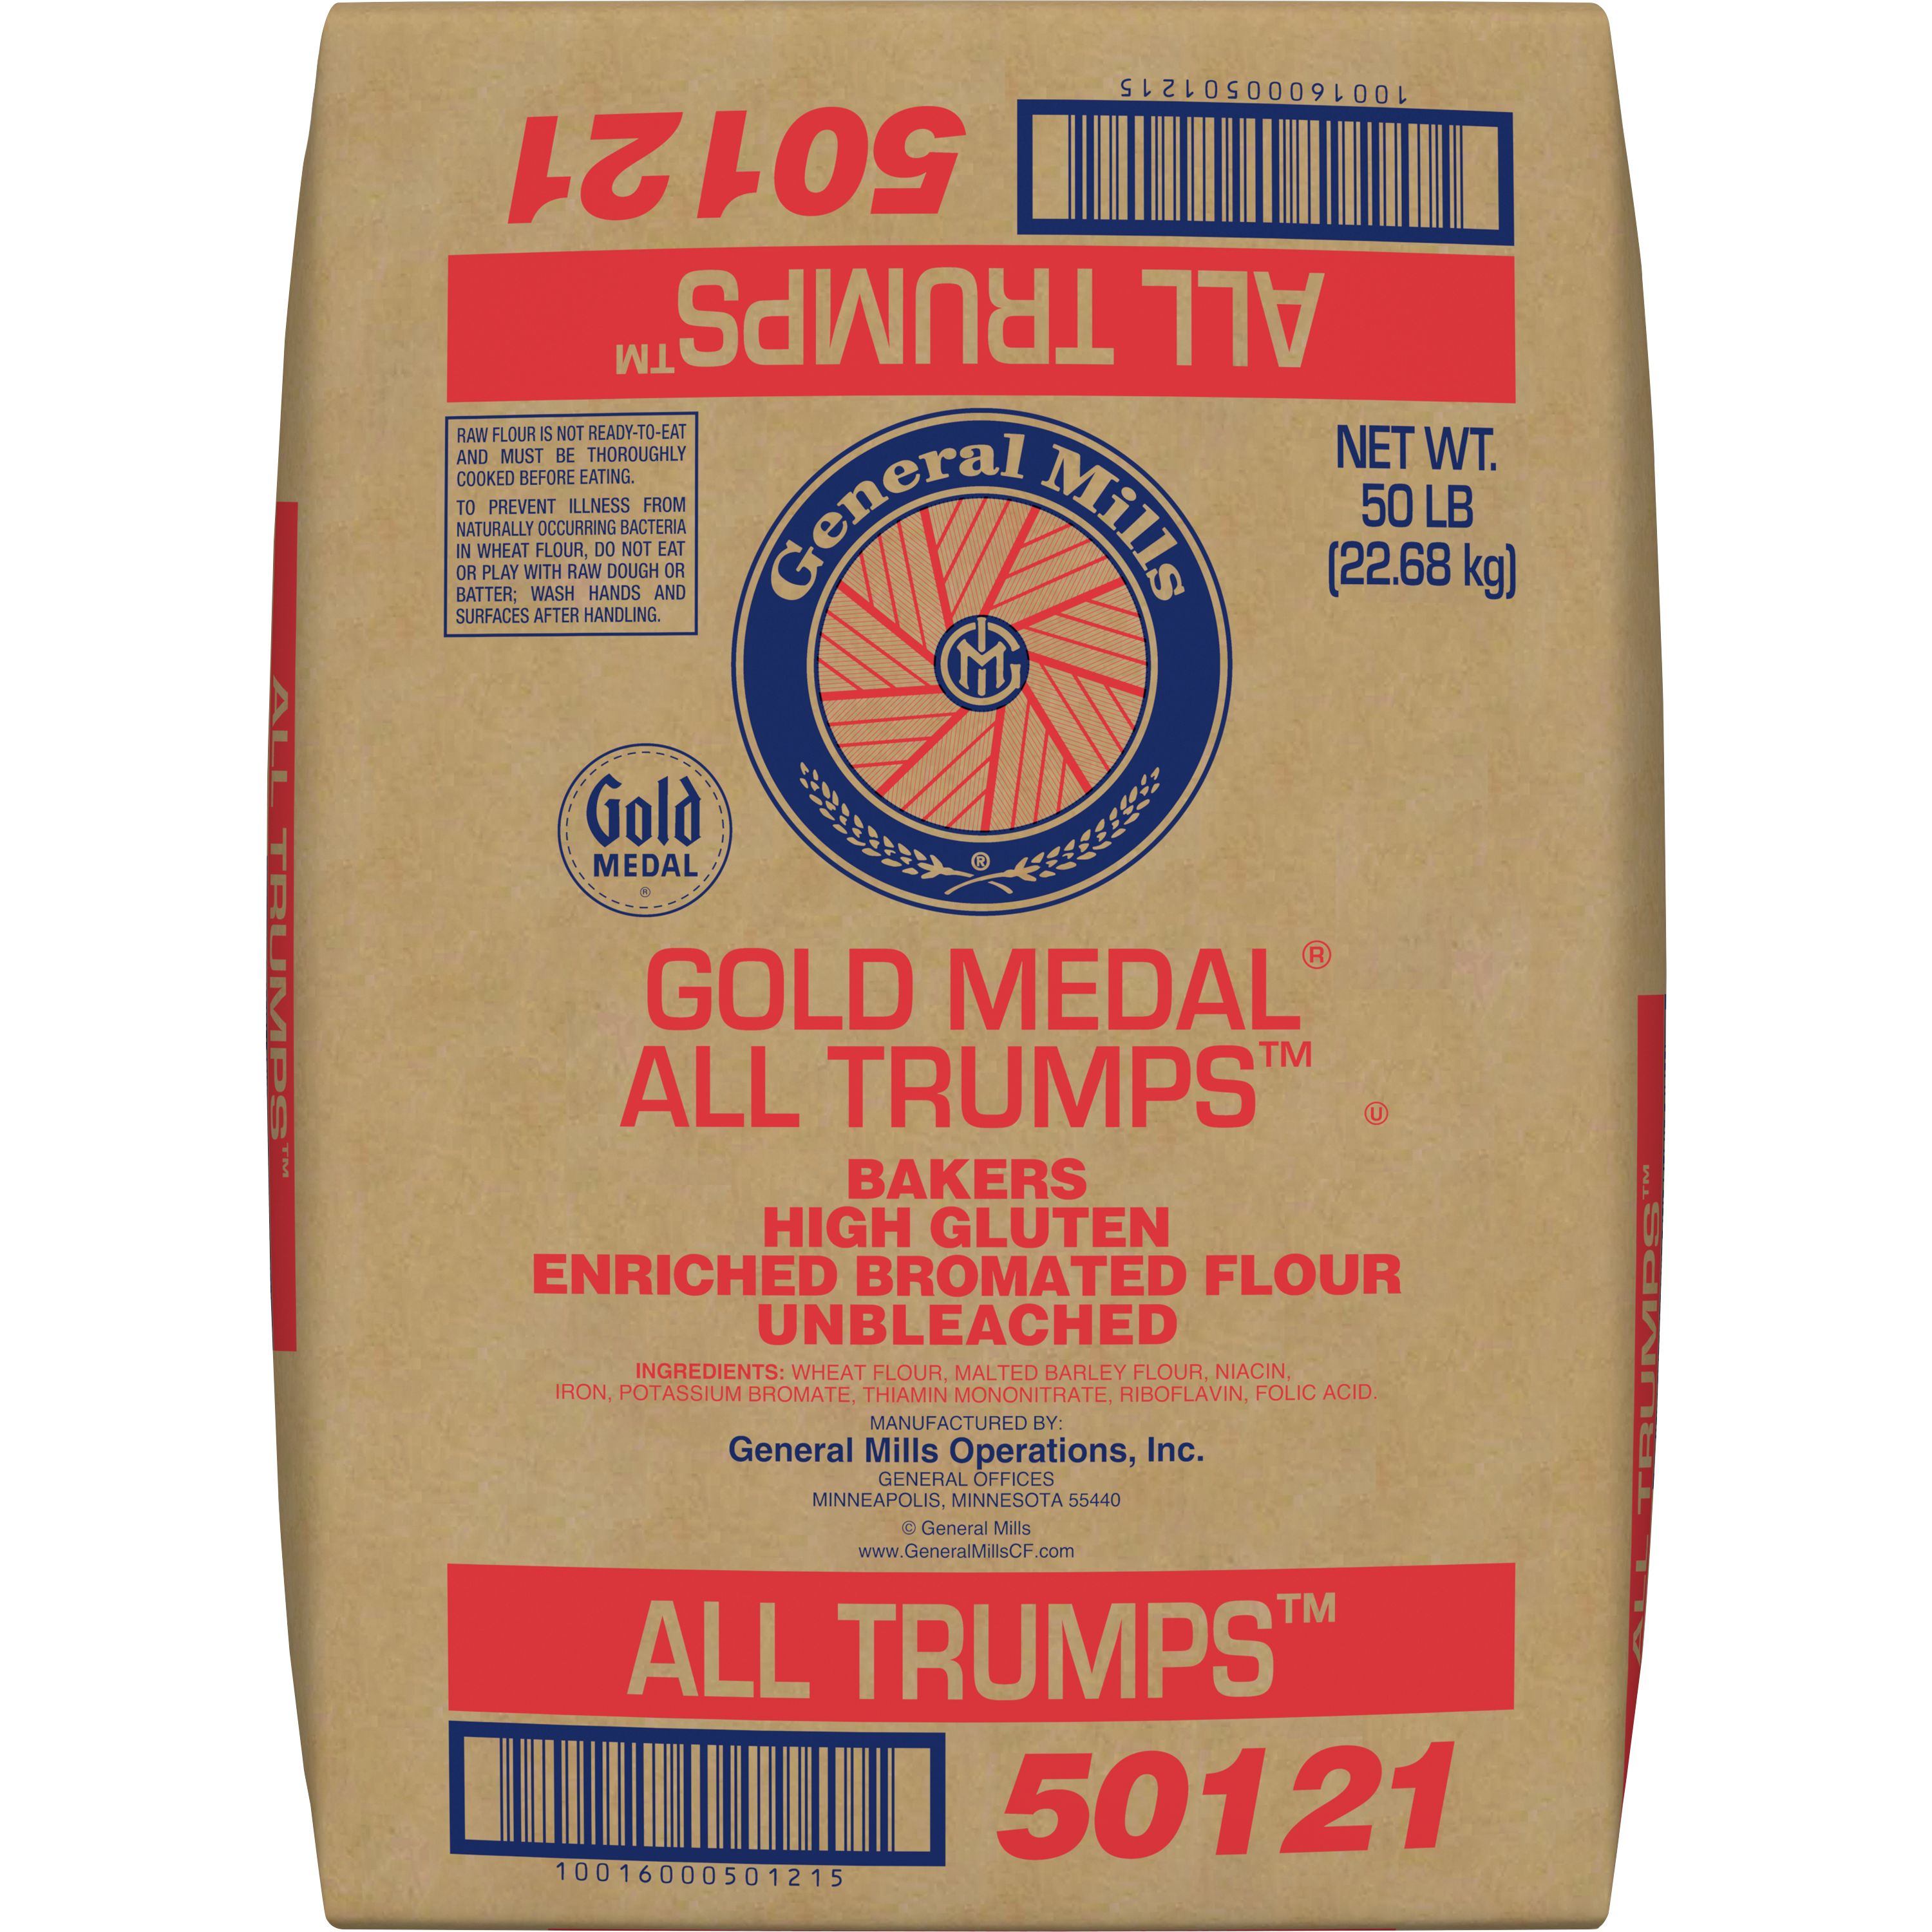 10016000501215
50121
ALL TRUMPS™
RAW FLOUR IS NOT READY-TO-EAT
AND MUST BE THOROUGHLY
COOKED BEFORE EATING.
TO PREVENT ILLNESS FROM
NATURALLY OCCURRING BACTERIA
IN WHEAT FLOUR, DO NOT EAT
OR PLAY WITH RAW DOUGH OR
BATTER; WASH HANDS AND
SURFACES AFTER HANDLING.
General Mills
GM
®
NET WT.
50 LB
(22.68 kg)
Gold
MEDAL
®
GOLD MEDAL®
ALL TRUMPS™
U
BAKERS
HIGH GLUTEN
ENRICHED BROMATED FLOUR
UNBLEACHED
INGREDIENTS: WHEAT FLOUR, MALTED BARLEY FLOUR, NIACIN,
IRON, POTASSIUM BROMATE, THIAMIN MONONITRATE, RIBOFLAVIN, FOLIC ACID.
MANUFACTURED BY:
General Mills Operations, Inc.
GENERAL OFFICES
MINNEAPOLIS, MINNESOTA 55440
© General Mills
www.GeneralMillsCF.com
ALL TRUMPS™
50121
10016000501215
ALL TRUMPS™
ALL TRUMPS™